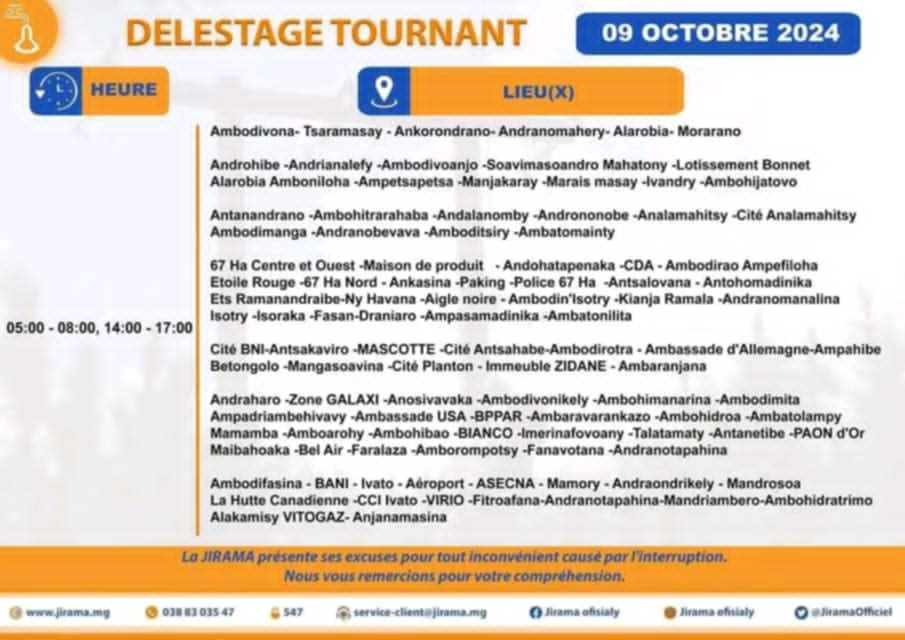 DELESTAGE TOURNANT
09 OCTOBRE 2024
HEURE
LIEU(X)
Ambodivona- Tsaramasay - Ankorondrano- Andranomahery- Alarobia- Morarano
Androhibe -Andrianalefy -Ambodivoanjo -Soavimasoandro Mahatony -Lotissement Bonnet
Alarobia Amboniloha -Ampetsapetsa -Manjakaray -Marais masay -Ivandry -Ambohijatovo
Antanandrano -Ambohitrarahaba -Andalanomby -Andrononobe -Analamahitsy -Cité Analamahitsy
Ambodimanga -Andranobevava -Amboditsiry -Ambatomainty
67 Ha Centre et Ouest -Maison de produit - Andohatapenaka -CDA - Ambodirao Ampefiloha
Etoile Rouge -67 Ha Nord - Ankasina -Paking -Police 67 Ha -Antsalovana - Antohomadinika
Ets Ramanandraibe-Ny Havana -Aigle noire - Ambodin'Isotry -Kianja Ramala -Andranomanalina
Isotry -Isoraka -Fasan-Draniaro -Ampasamadinika -Ambatonilita
05:00 - 08:00, 14:00 - 17:00
Cité BNI-Antsakaviro -MASCOTTE -Cité Antsahabe-Ambodirotra - Ambassade d'Allemagne-Ampahibe
Betongolo -Mangasoavina -Cité Planton - Immeuble ZIDANE - Ambaranjana
Andraharo -Zone GALAXI -Anosivavaka -Ambodivonikely -Ambohimanarina -Ambodimita
Ampadriambehivavy -Ambassade USA -BPPAR -Ambaravarankazo -Ambohidroa -Ambatolampy
Mamamba -Amboarohy -Ambohibao -BIANCO -Imerinafovoany -Talatamaty -Antanetibe -PAON d'Or
Maibahoaka -Bel Air -Faralaza -Amborompotsy -Fanavotana -Andranotapahina
Ambodifasina - BANI - Ivato - Aéroport - ASECNA - Mamory - Andraondrikely - Mandrosoa
La Hutte Canadienne -CCI Ivato -VIRIO -Fitroafana-Andranotapahina-Mandriambero-Ambohidratrimo
Alakamisy VITOGAZ- Anjanamasina
La JIRAMA présente ses excuses pour tout inconvénient causé par l'interruption.
Nous vous remercions pour votre compréhension.
www.jirama.mg
038 83 035 47
547
service-client@jirama.mg
Jirama ofisialy
Jirama ofisialy
@JiramaOfficiel